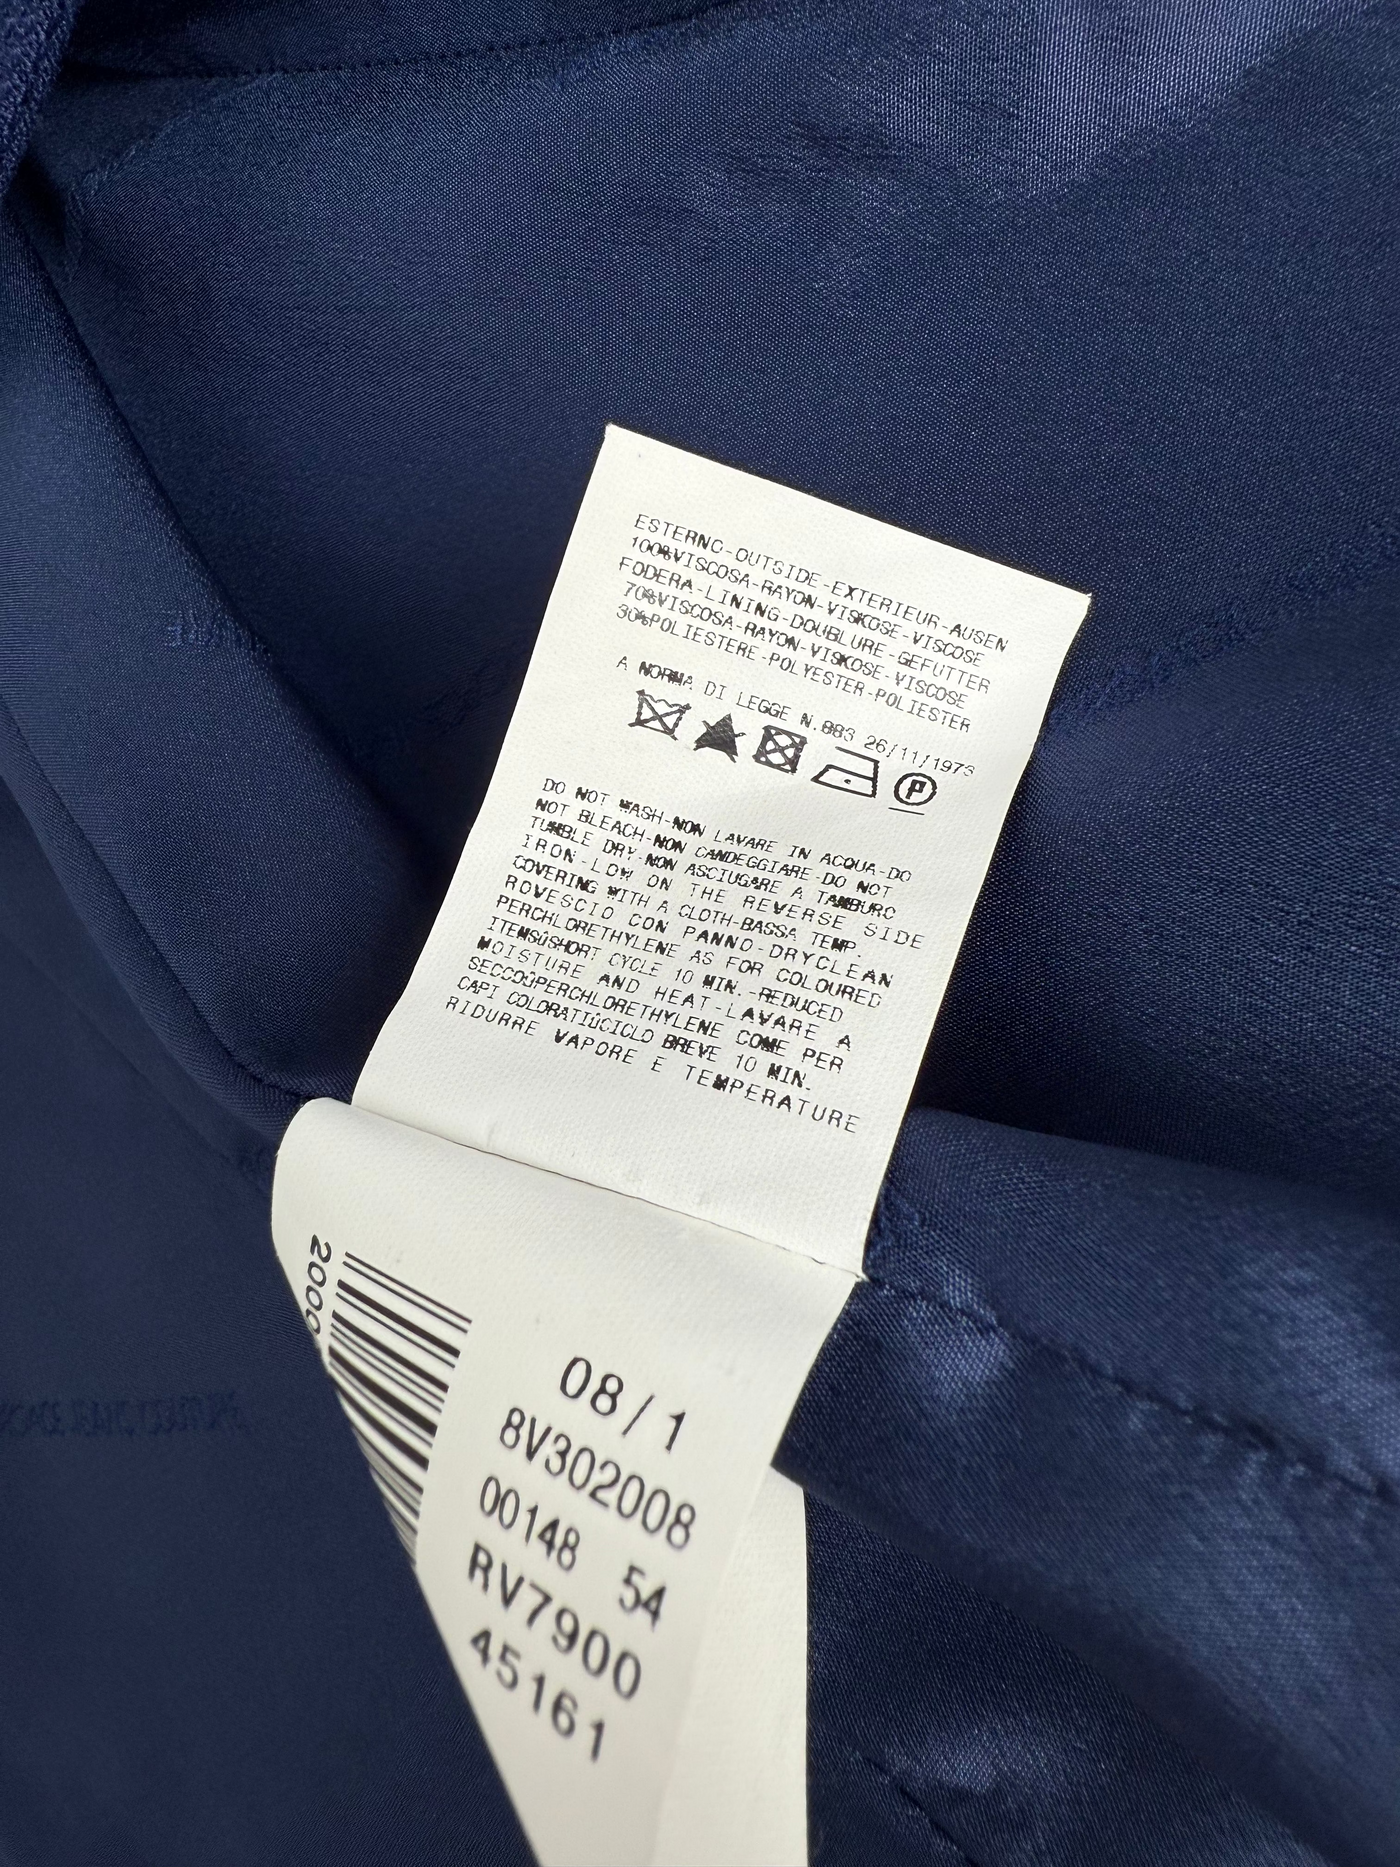 ESTERNO-OUTSIDE-EXTERIEUR-AUSEN
100%VISCOSA-RAYON-VISKOSE-VISCOSE
FODERA-LINING-DOUBLURE-GEFUTTER
70%VISCOSA-RAYON-VISKOSE-VISCOSE
30%POLIESTERE-POLYESTER-POLIESTER
A NORMA DI LEGGE N.883 26/11/1973
P
DO NOT WASH-NON LAVARE IN ACQUA-DO
NOT BLEACH-NON CANDEGGIARE-DO NOT
TUMBLE DRY-NON ASCIUGARE A TAMBURO
IRON-LOW ON THE REVERSE SIDE
COVERING WITH A CLOTH-BASSA TEMP.
ROVESCIO CON PANNO-DRYCLEAN
PERCHLORETHYLENE AS FOR COLOURED
ITEMSùSHORT CYCLE 10 MIN.-REDUCED
MOISTURE AND HEAT-LAVARE A
SECCOùPERCHLORETHYLENE COME PER
CAPI COLORATIùCICLO BREVE 10 MIN.
RIDURRE VAPORE E TEMPERATURE
2000
08/1
8V302008
00148 54
RV7900
45161